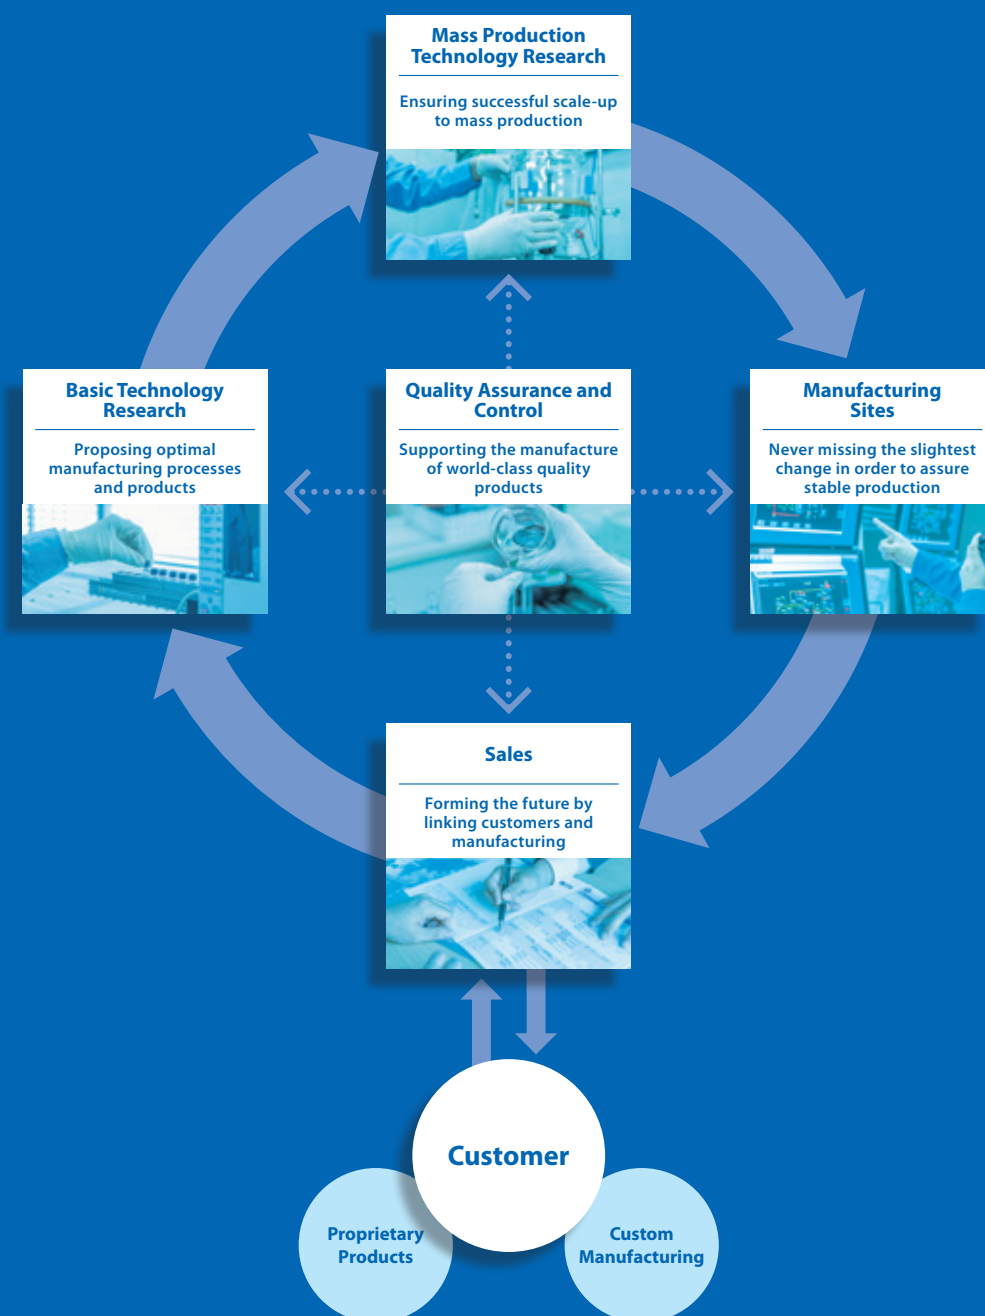 Mass Production
Technology Research
Ensuring successful scale-up
to mass production
Basic Technology
Research
Proposing optimal
manufacturing processes
and products
Quality Assurance and
Control
Supporting the manufacture
of world-class quality
products
Manufacturing
Sites
Never missing the slightest
change in order to assure
stable production
Sales
Forming the future by
linking customers and
manufacturing
Customer
Proprietary
Products
Custom
Manufacturing